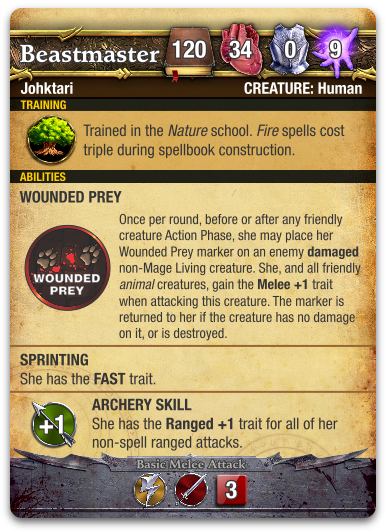 Beastmaster 120 34 0 9
Johktari CREATURE: Human
TRAINING
Trained in the Nature school. Fire spells cost
triple during spellbook construction.
ABILITIES
WOUNDED PREY
Once per round, before or after any friendly
creature Action Phase, she may place her
Wounded Prey marker on an enemy damaged
non-Mage Living creature. She, and all friendly
animal creatures, gain the Melee +1 trait
when attacking this creature. The marker is
returned to her if the creature has no damage
on it, or is destroyed.
WOUNDED
PREY
SPRINTING
She has the FAST trait.
ARCHERY SKILL
+1
She has the Ranged +1 trait for all of her
non-spell ranged attacks.
Basic Melee Attack
3